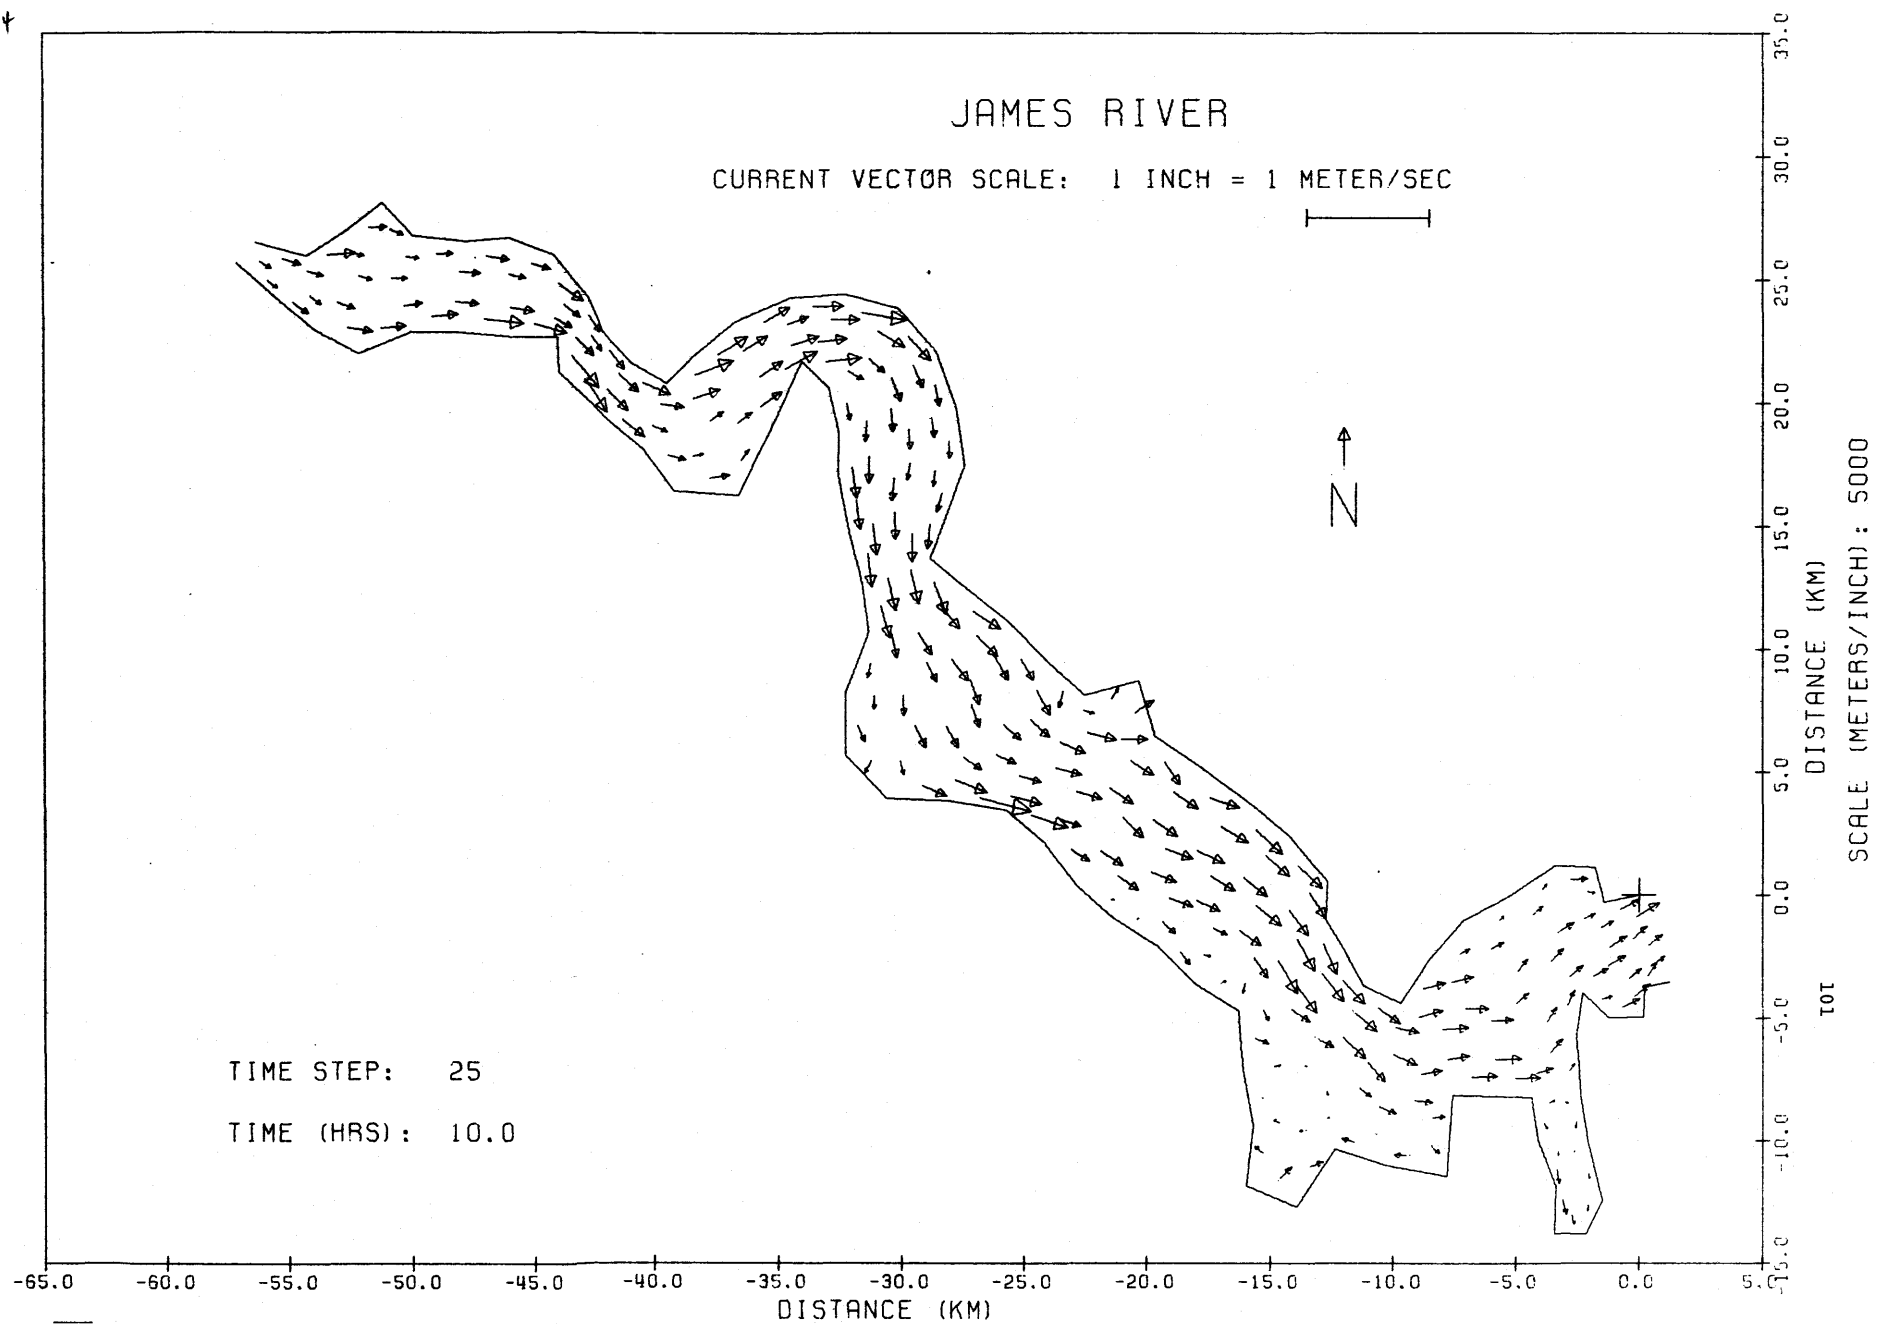 JAMES RIVER
CURRENT VECTOR SCALE: 1 INCH = 1 METER/SEC
N
TIME STEP: 25
TIME (HRS): 10.0
-65.0 -60.0 -55.0 -50.0 -45.0 -40.0 -35.0 -30.0 -25.0 -20.0 -15.0 -10.0 -5.0 0.0 5.0
DISTANCE (KM)
35.0
30.0
25.0
20.0
15.0
10.0
5.0
0.0
-5.0
-10.0
-15.0
DISTANCE (KM)
SCALE (METERS/INCH): 5000
101